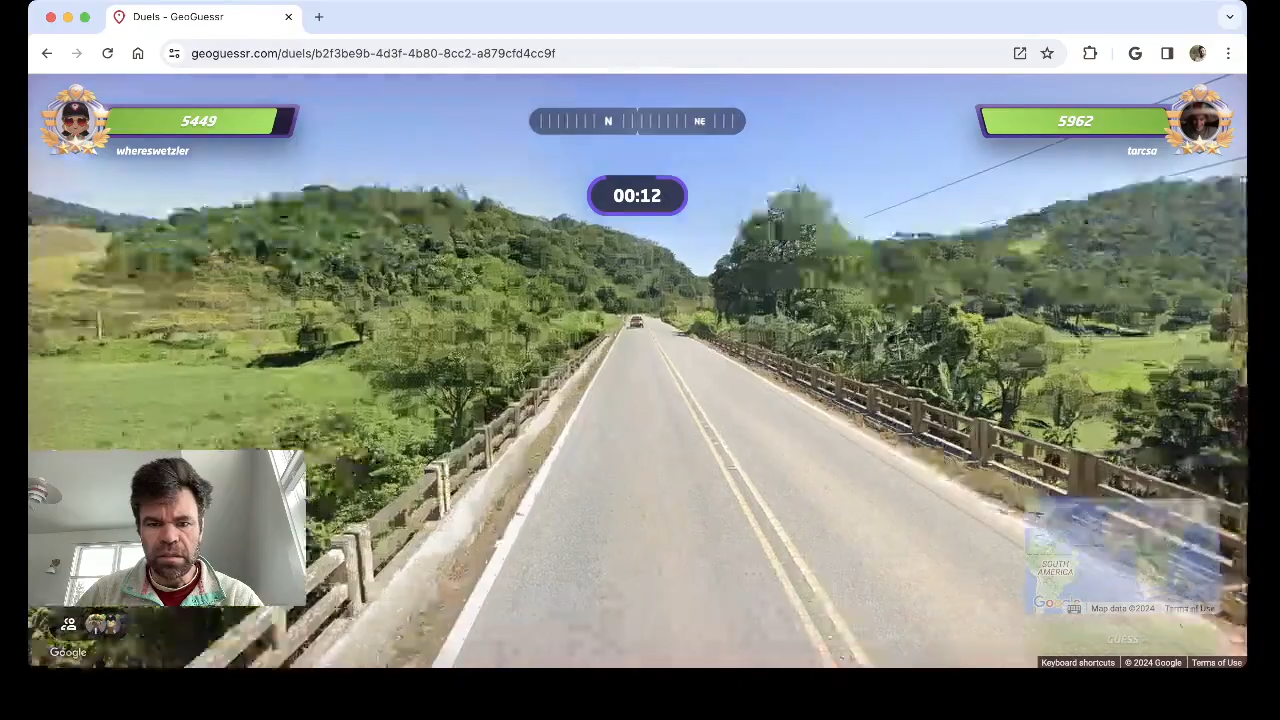 Duels - GeoGuessr
geoguessr.com/duels/b2f3be9b-4d3f-4b80-8cc2-a879cfd4cc9f
5449
whereswetzler
N
NE
5962
tarcsa
00:12
SOUTH
AMERICA
Google
Map data ©2024
Terms of Use
GUESS
Google
Keyboard shortcuts
© 2024 Google
Terms of Use